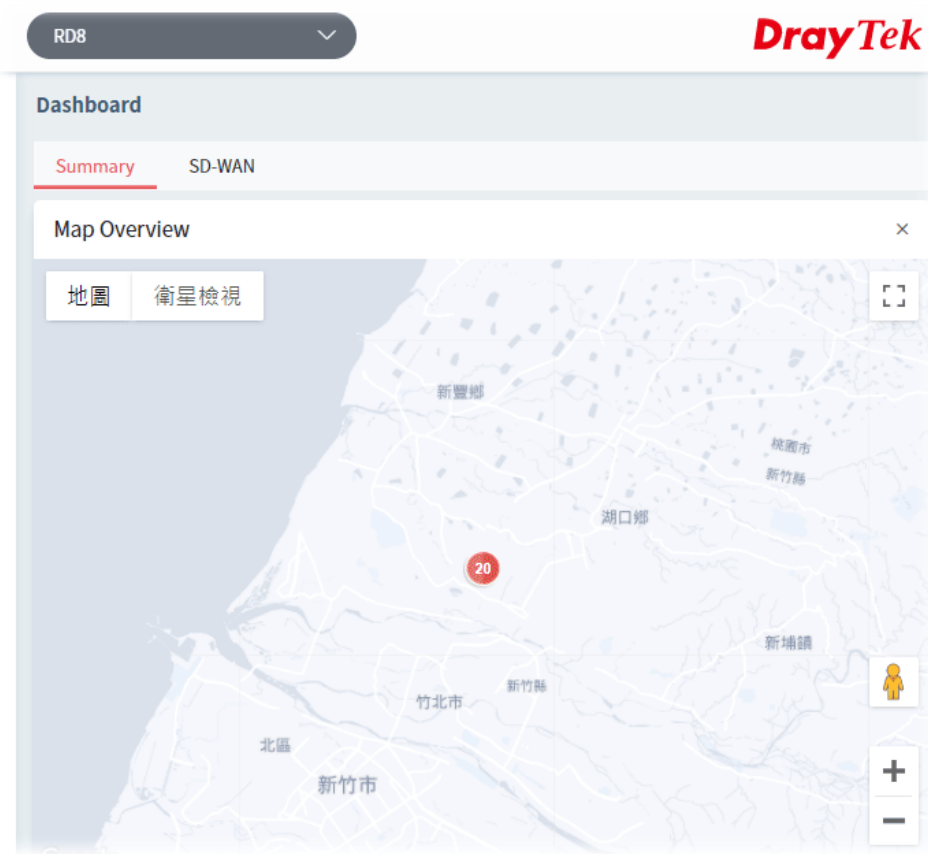 RD8
DrayTek
Dashboard
Summary SD-WAN
Map Overview
地圖 衛星檢視
新豐鄉
桃園市
新竹縣
湖口鄉
20
新埔鎮
新竹縣
竹北市
北區
新竹市